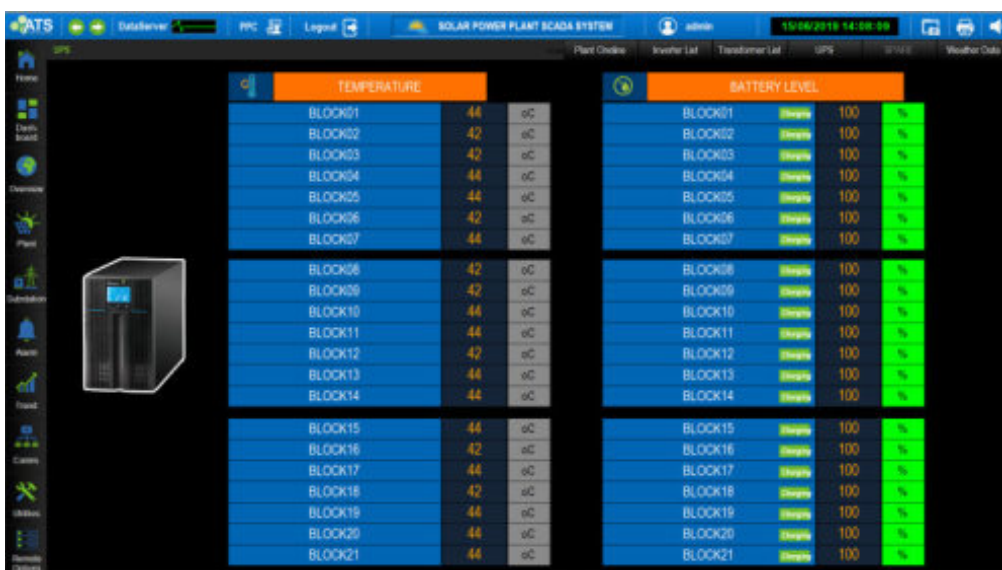 ATS DataServer PPC Logout SOLAR POWER PLANT SCADA SYSTEM admin 15/06/2019 14:08:09
UPS Plant Oneline Inverter List Transformer List UPS SPARE Weather Data
Home
Dash-
board
Overview
Plant
Substation
Alarm
Trend
Comm
Utilities
Remote
Options
TEMPERATURE
BLOCK01 44 oC
BLOCK02 42 oC
BLOCK03 42 oC
BLOCK04 44 oC
BLOCK05 44 oC
BLOCK06 42 oC
BLOCK07 44 oC
BLOCK08 42 oC
BLOCK09 42 oC
BLOCK10 44 oC
BLOCK11 44 oC
BLOCK12 42 oC
BLOCK13 44 oC
BLOCK14 44 oC
BLOCK15 44 oC
BLOCK16 42 oC
BLOCK17 44 oC
BLOCK18 42 oC
BLOCK19 44 oC
BLOCK20 44 oC
BLOCK21 44 oC
BATTERY LEVEL
BLOCK01 Charging 100 %
BLOCK02 Charging 100 %
BLOCK03 Charging 100 %
BLOCK04 Charging 100 %
BLOCK05 Charging 100 %
BLOCK06 Charging 100 %
BLOCK07 Charging 100 %
BLOCK08 Charging 100 %
BLOCK09 Charging 100 %
BLOCK10 Charging 100 %
BLOCK11 Charging 100 %
BLOCK12 Charging 100 %
BLOCK13 Charging 100 %
BLOCK14 Charging 100 %
BLOCK15 Charging 100 %
BLOCK16 Charging 100 %
BLOCK17 Charging 100 %
BLOCK18 Charging 100 %
BLOCK19 Charging 100 %
BLOCK20 Charging 100 %
BLOCK21 Charging 100 %